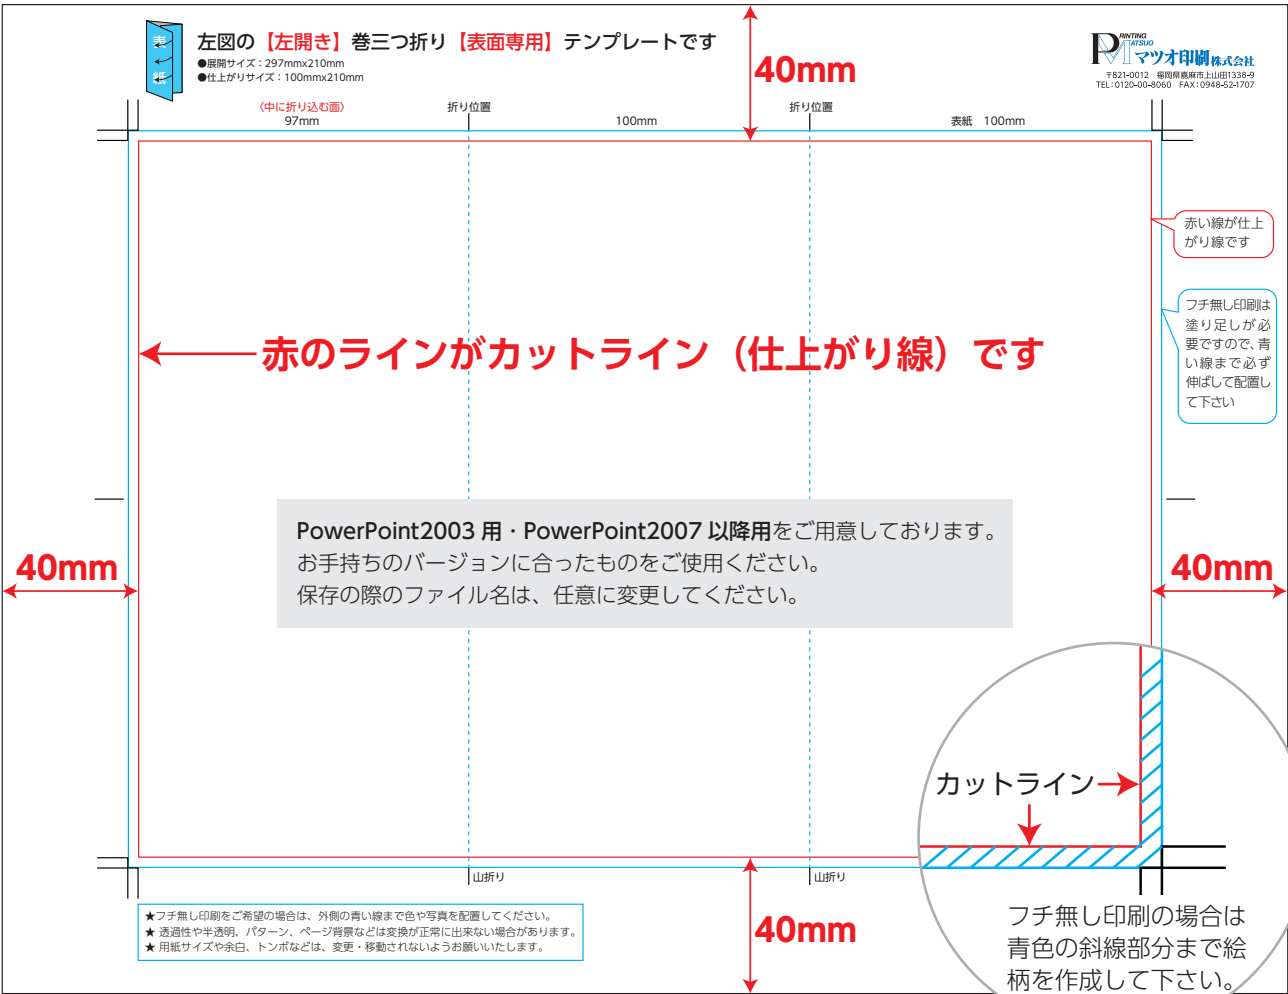 表
紙
左図の【左開き】巻三つ折り【表面専用】テンプレートです
●展開サイズ：297mmx210mm
●仕上がりサイズ：100mmx210mm
40mm
PRINTING
MATSUO
マツオ印刷株式会社
〒821-0012 福岡県嘉麻市上山田1338-9
TEL:0120-00-8060 FAX:0948-52-1707
〈中に折り込む面〉
97mm
折り位置
100mm
折り位置
表紙 100mm
赤い線が仕上
がり線です
フチ無し印刷は
塗り足しが必
要ですので、青
い線まで必ず
伸ばして配置し
て下さい
赤のラインがカットライン（仕上がり線）です
PowerPoint2003 用・PowerPoint2007 以降用をご用意しております。
お手持ちのバージョンに合ったものをご使用ください。
保存の際のファイル名は、任意に変更してください。
40mm
40mm
カットライン
山折り
山折り
★フチ無し印刷をご希望の場合は、外側の青い線まで色や写真を配置してください。
★ 透過性や半透明、パターン、ページ背景などは変換が正常に出来ない場合があります。
★ 用紙サイズや余白、トンボなどは、変更・移動されないようお願いいたします。
40mm
フチ無し印刷の場合は
青色の斜線部分まで絵
柄を作成して下さい。